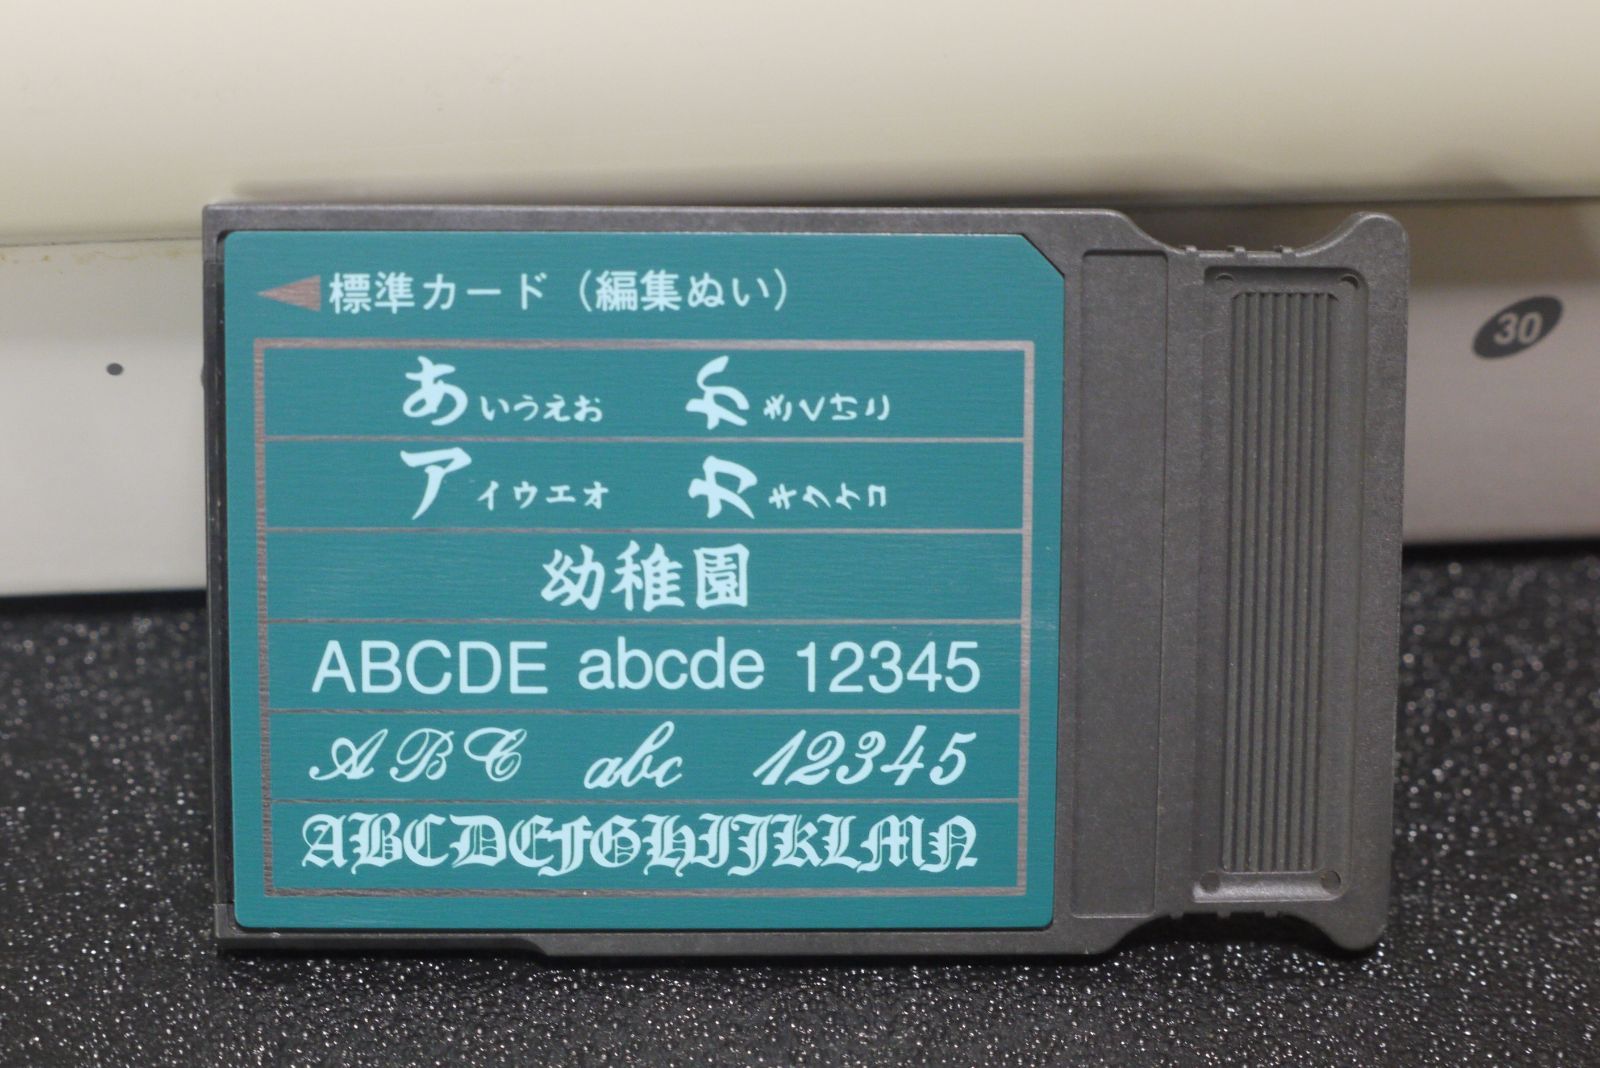 標準カード（編集ぬい）
あいうえお かきくけこ
アイウエオ カキクケコ
幼稚園
ABCDE abcde 12345
ABC abc 12345
ABCDEFGHIJKLMN
30